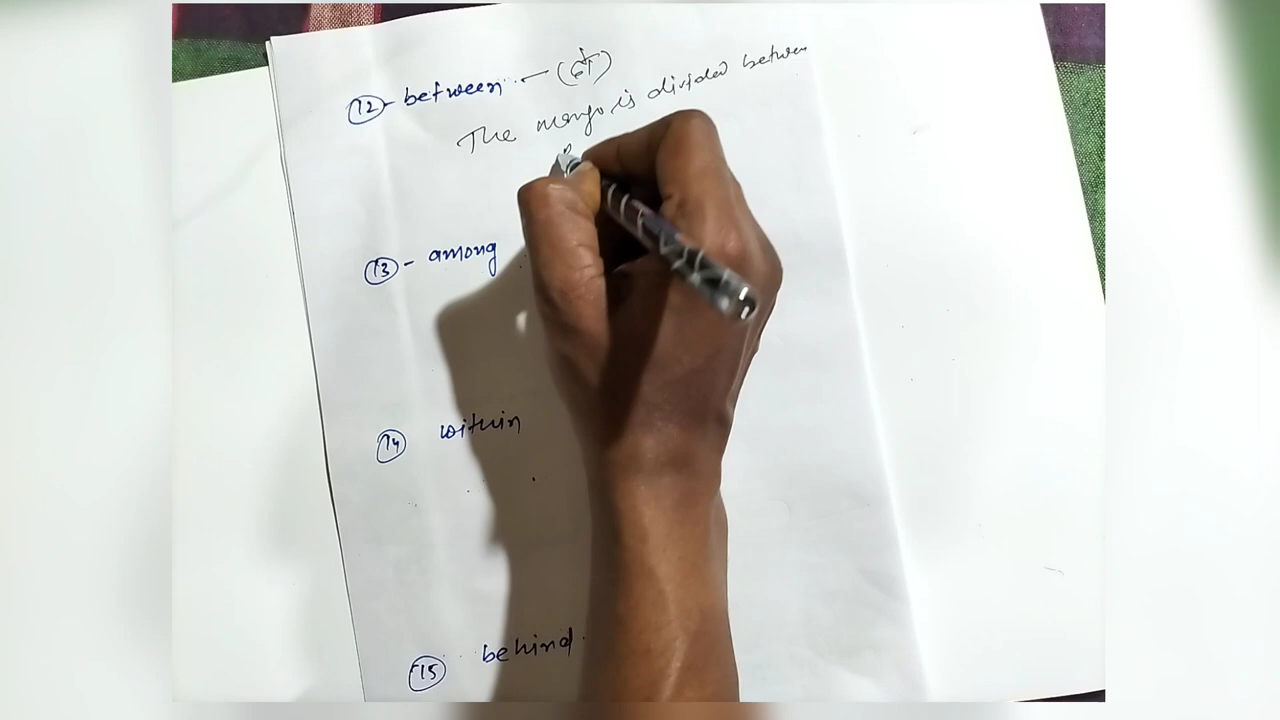 12 - between ← (दो)
The mango is divided between
13 - among
14 within
15 behind